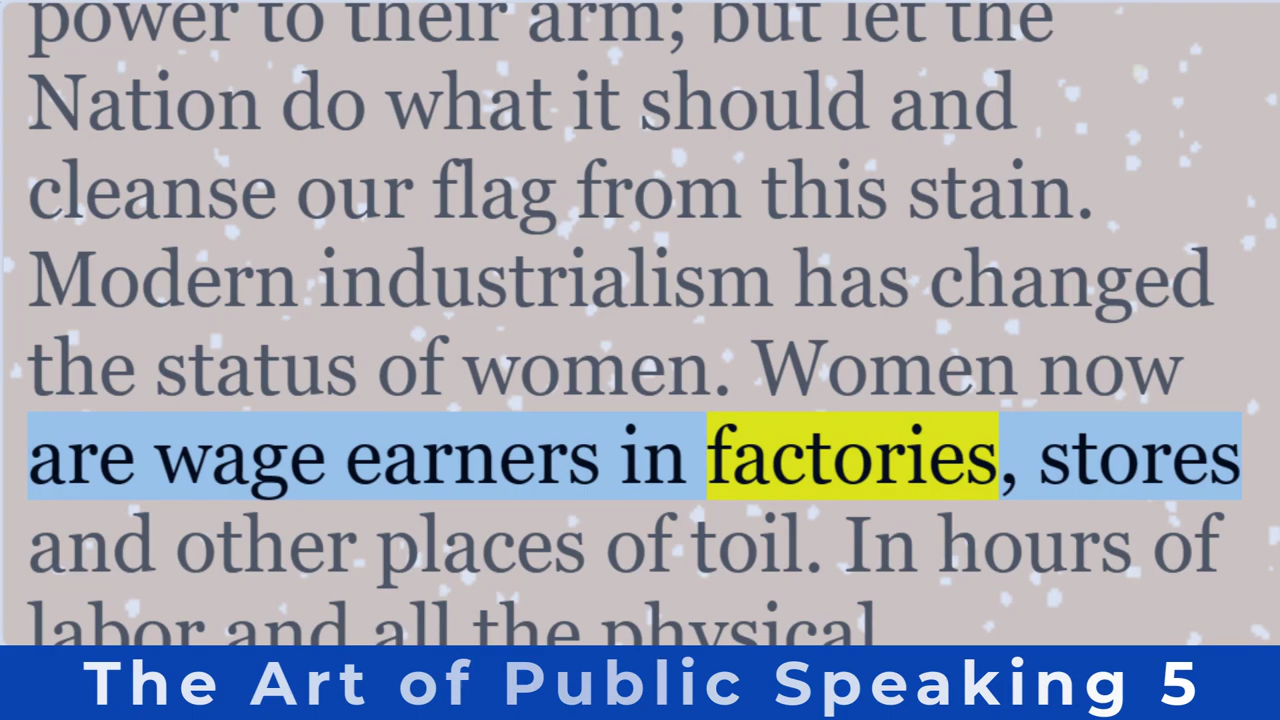 power to their arm; but let the
Nation do what it should and
cleanse our flag from this stain.
Modern industrialism has changed
the status of women. Women now
are wage earners in factories, stores
and other places of toil. In hours of
labor and all the physical
The Art of Public Speaking 5